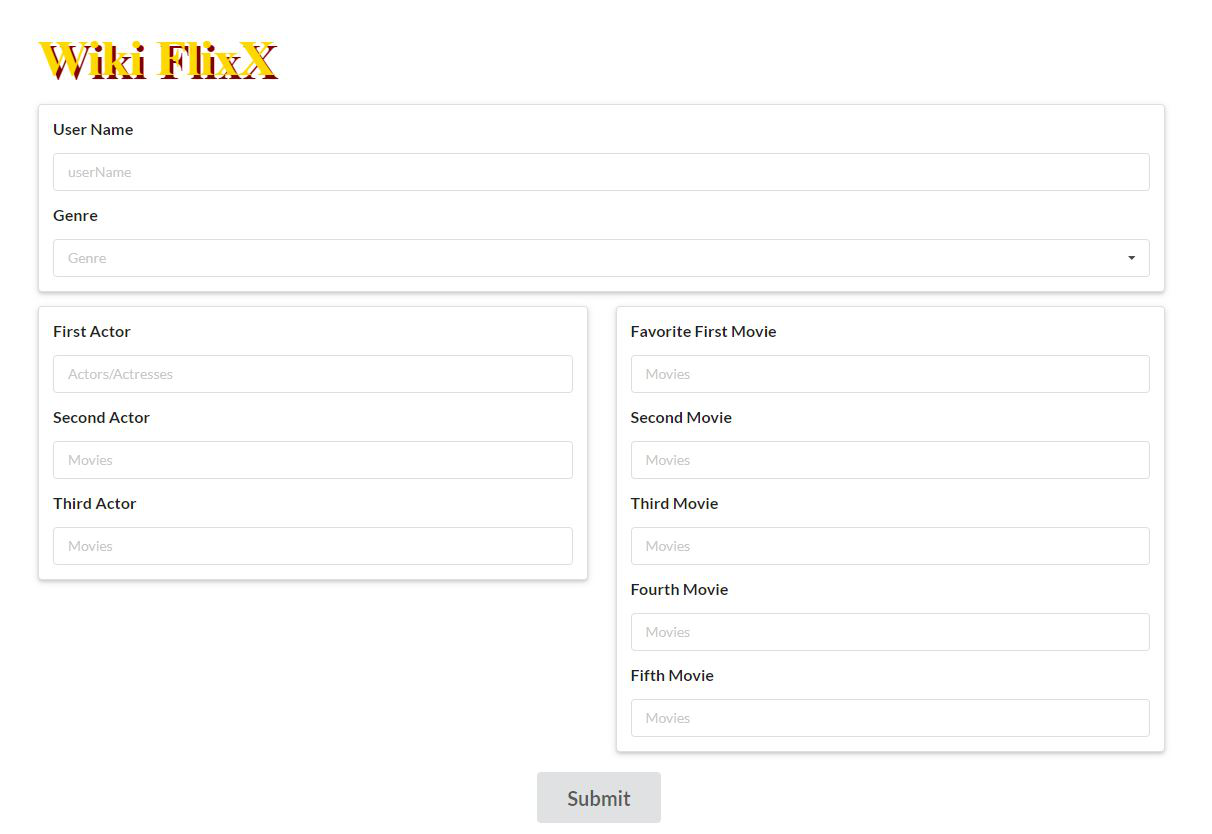 Wiki FlixX
User Name
userName
Genre
Genre
First Actor
Actors/Actresses
Second Actor
Movies
Third Actor
Movies
Favorite First Movie
Movies
Second Movie
Movies
Third Movie
Movies
Fourth Movie
Movies
Fifth Movie
Movies
Submit